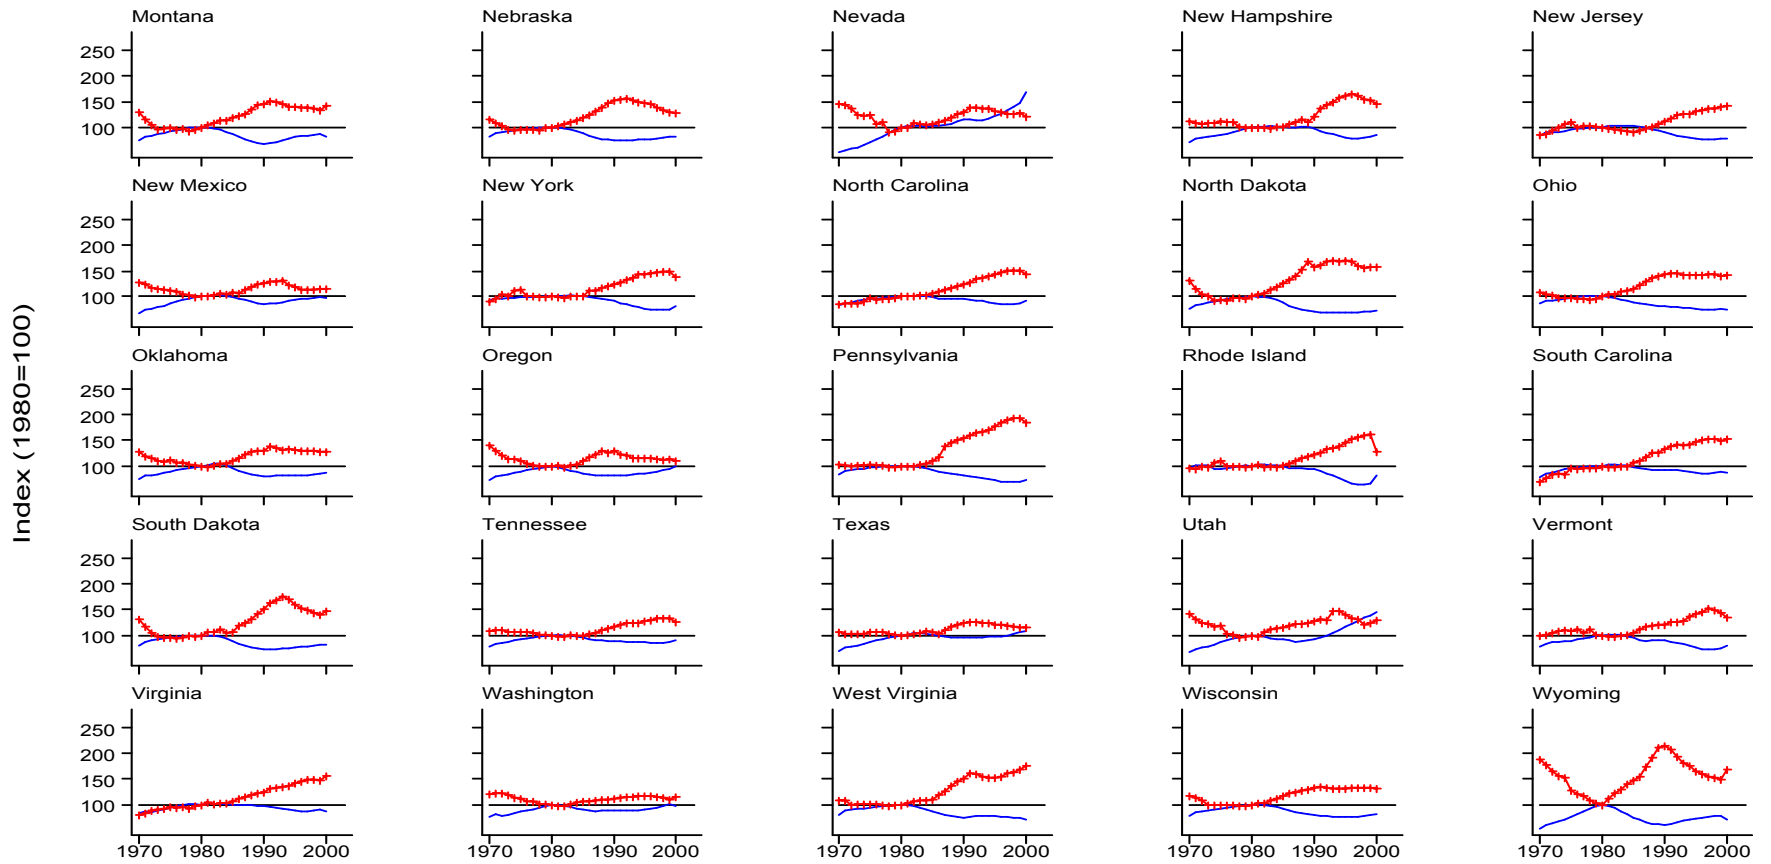 Montana Nebraska Nevada New Hampshire New Jersey
250
200
150
100
New Mexico New York North Carolina North Dakota Ohio
250
200
150
100
Index (1980=100)
Oklahoma Oregon Pennsylvania Rhode Island South Carolina
250
200
150
100
South Dakota Tennessee Texas Utah Vermont
250
200
150
100
Virginia Washington West Virginia Wisconsin Wyoming
250
200
150
100
1970 1980 1990 2000 1970 1980 1990 2000 1970 1980 1990 2000 1970 1980 1990 2000 1970 1980 1990 2000